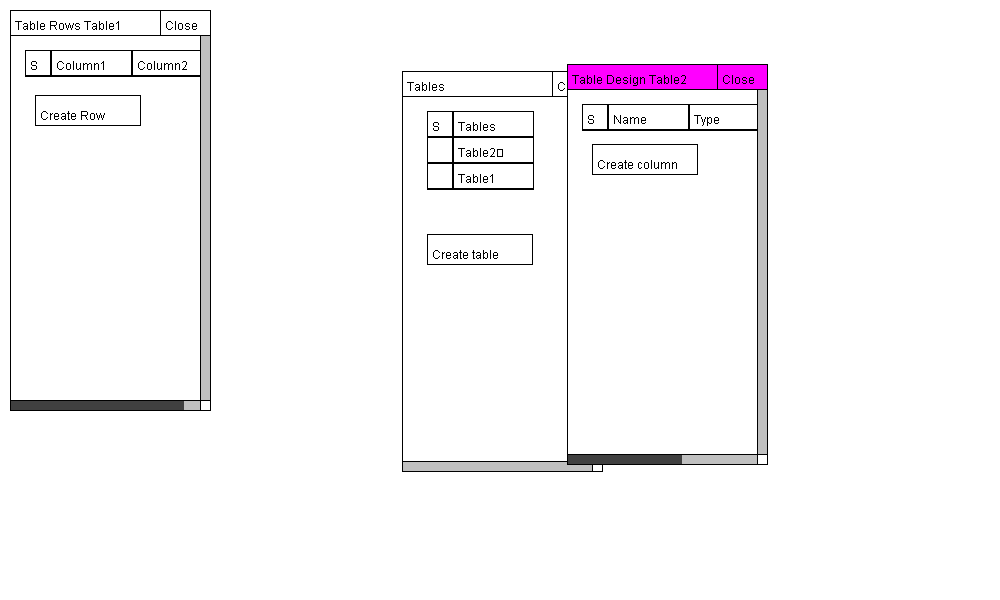 Table Rows Table1 Close
S Column1 Column2
Create Row
Tables C
S Tables
Table2▯
Table1
Create table
Table Design Table2 Close
S Name Type
Create column